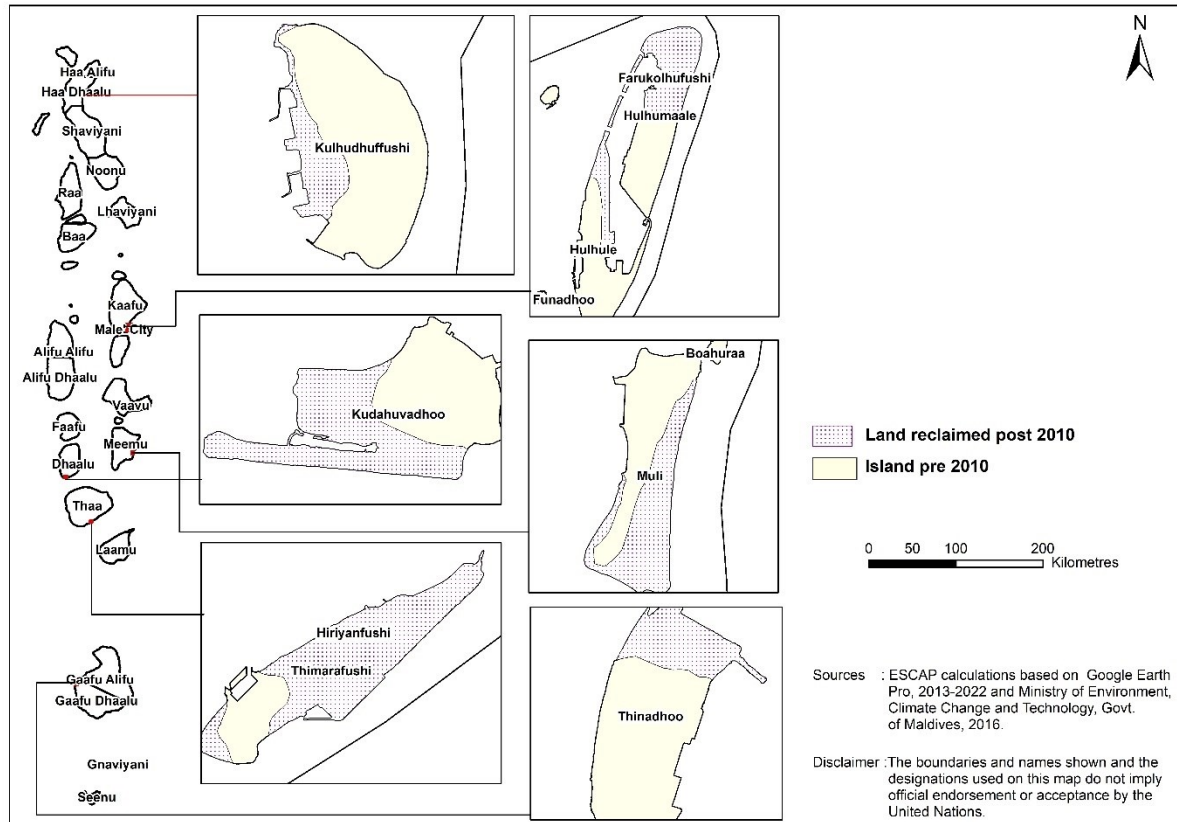 Haa Alifu
Haa Dhaalu
Shaviyani
Noonu
Raa
Lhaviyani
Baa
Kaafu
Male City
Alifu Alifu
Alifu Dhaalu
Vaavu
Faafu
Meemu
Dhaalu
Thaa
Laamu
Gaafu Alifu
Gaafu Dhaalu
Gnaviyani
Seenu
Kulhudhuffushi
Farukolhufushi
Hulhumaale
Hulhule
Funadhoo
Kudahuvadhoo
Boahuraa
Muli
Hiriyanfushi
Thimarafushi
Thinadhoo
N
Land reclaimed post 2010
Island pre 2010
0 50 100 200
Kilometres
Sources : ESCAP calculations based on Google Earth
Pro, 2013-2022 and Ministry of Environment,
Climate Change and Technology, Govt.
of Maldives, 2016.
Disclaimer :The boundaries and names shown and the
designations used on this map do not imply
official endorsement or acceptance by the
United Nations.